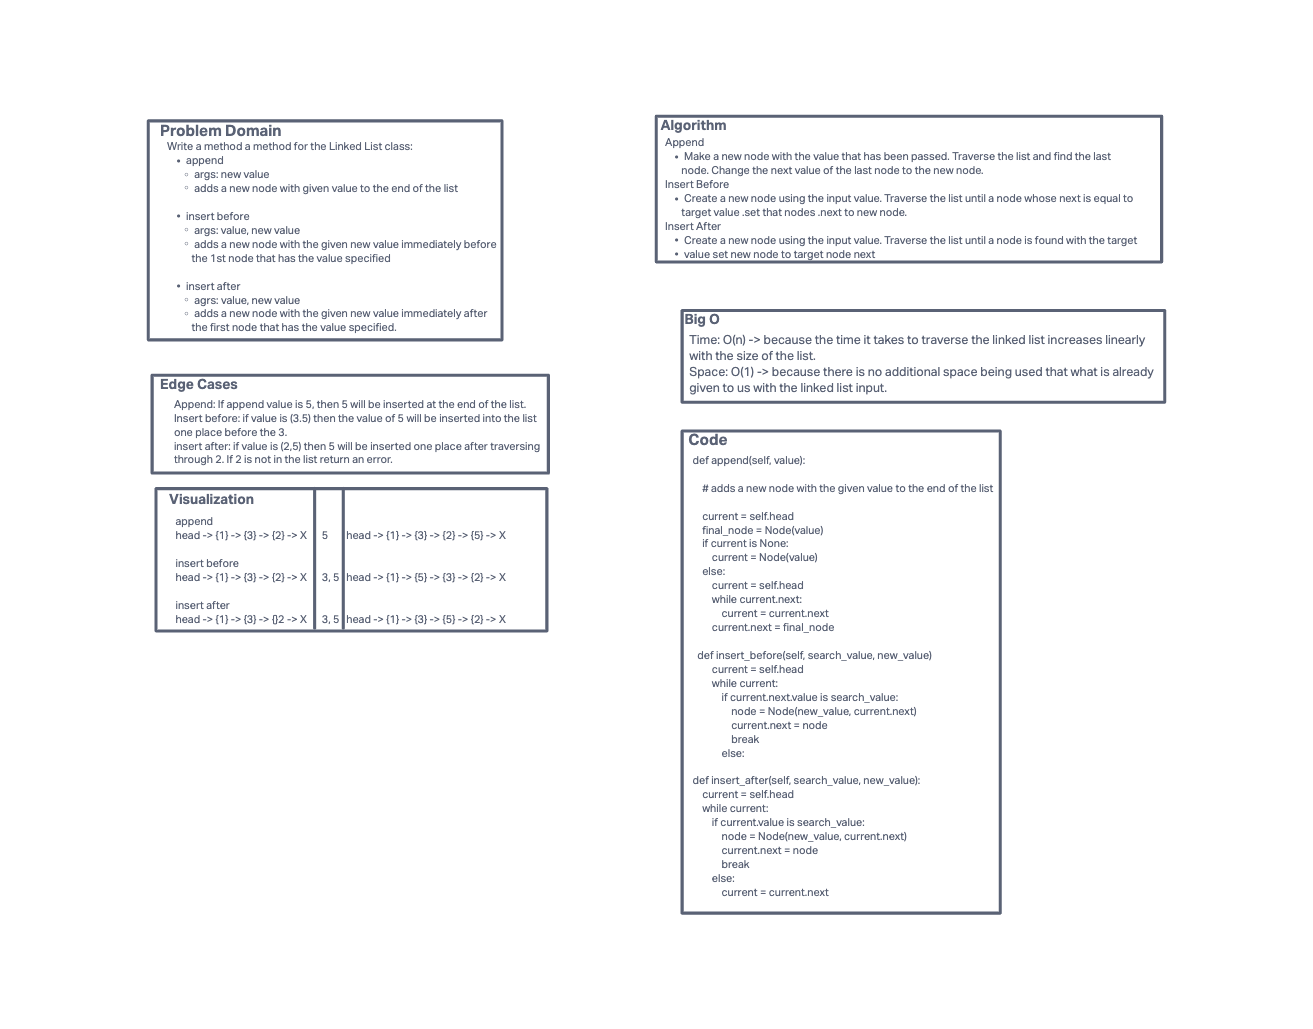 Problem Domain
Write a method a method for the Linked List class:
• append
◦ args: new value
◦ adds a new node with given value to the end of the list
• insert before
◦ args: value, new value
◦ adds a new node with the given new value immediately before
the 1st node that has the value specified
• insert after
◦ agrs: value, new value
◦ adds a new node with the given new value immediately after
the first node that has the value specified.
Edge Cases
Append: If append value is 5, then 5 will be inserted at the end of the list.
Insert before: if value is (3.5) then the value of 5 will be inserted into the list
one place before the 3.
insert after: if value is (2,5) then 5 will be inserted one place after traversing
through 2. If 2 is not in the list return an error.
Visualization
append
head -> {1} -> {3} -> {2} -> X 5 head -> {1} -> {3} -> {2} -> {5} -> X
insert before
head -> {1} -> {3} -> {2} -> X 3, 5 head -> {1} -> {5} -> {3} -> {2} -> X
insert after
head -> {1} -> {3} -> {}2 -> X 3, 5 head -> {1} -> {3} -> {5} -> {2} -> X
Algorithm
Append
• Make a new node with the value that has been passed. Traverse the list and find the last
node. Change the next value of the last node to the new node.
Insert Before
• Create a new node using the input value. Traverse the list until a node whose next is equal to
target value .set that nodes .next to new node.
Insert After
• Create a new node using the input value. Traverse the list until a node is found with the target
• value set new node to target node next
Big O
Time: O(n) -> because the time it takes to traverse the linked list increases linearly
with the size of the list.
Space: O(1) -> because there is no additional space being used that what is already
given to us with the linked list input.
Code
def append(self, value):
# adds a new node with the given value to the end of the list
current = self.head
final_node = Node(value)
if current is None:
current = Node(value)
else:
current = self.head
while current.next:
current = current.next
current.next = final_node
def insert_before(self, search_value, new_value)
current = self.head
while current:
if current.next.value is search_value:
node = Node(new_value, current.next)
current.next = node
break
else:
def insert_after(self, search_value, new_value):
current = self.head
while current:
if current.value is search_value:
node = Node(new_value, current.next)
current.next = node
break
else:
current = current.next